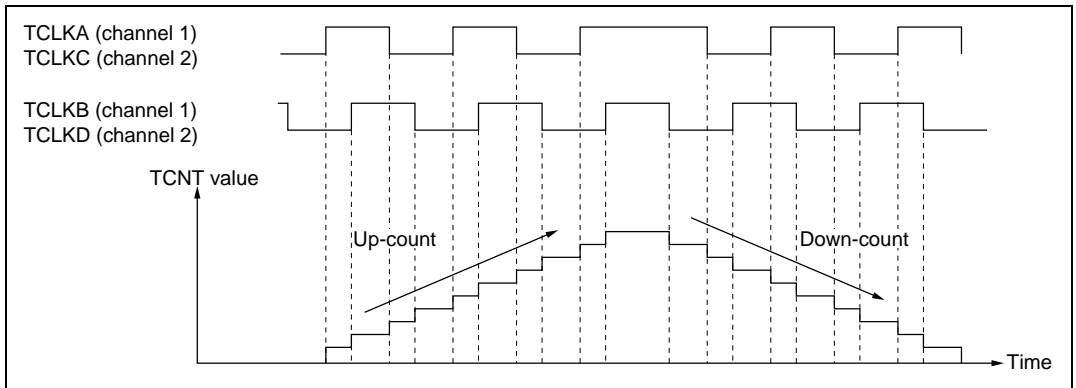 TCLKA (channel 1)
TCLKC (channel 2)
TCLKB (channel 1)
TCLKD (channel 2)
TCNT value
Up-count
Down-count
Time